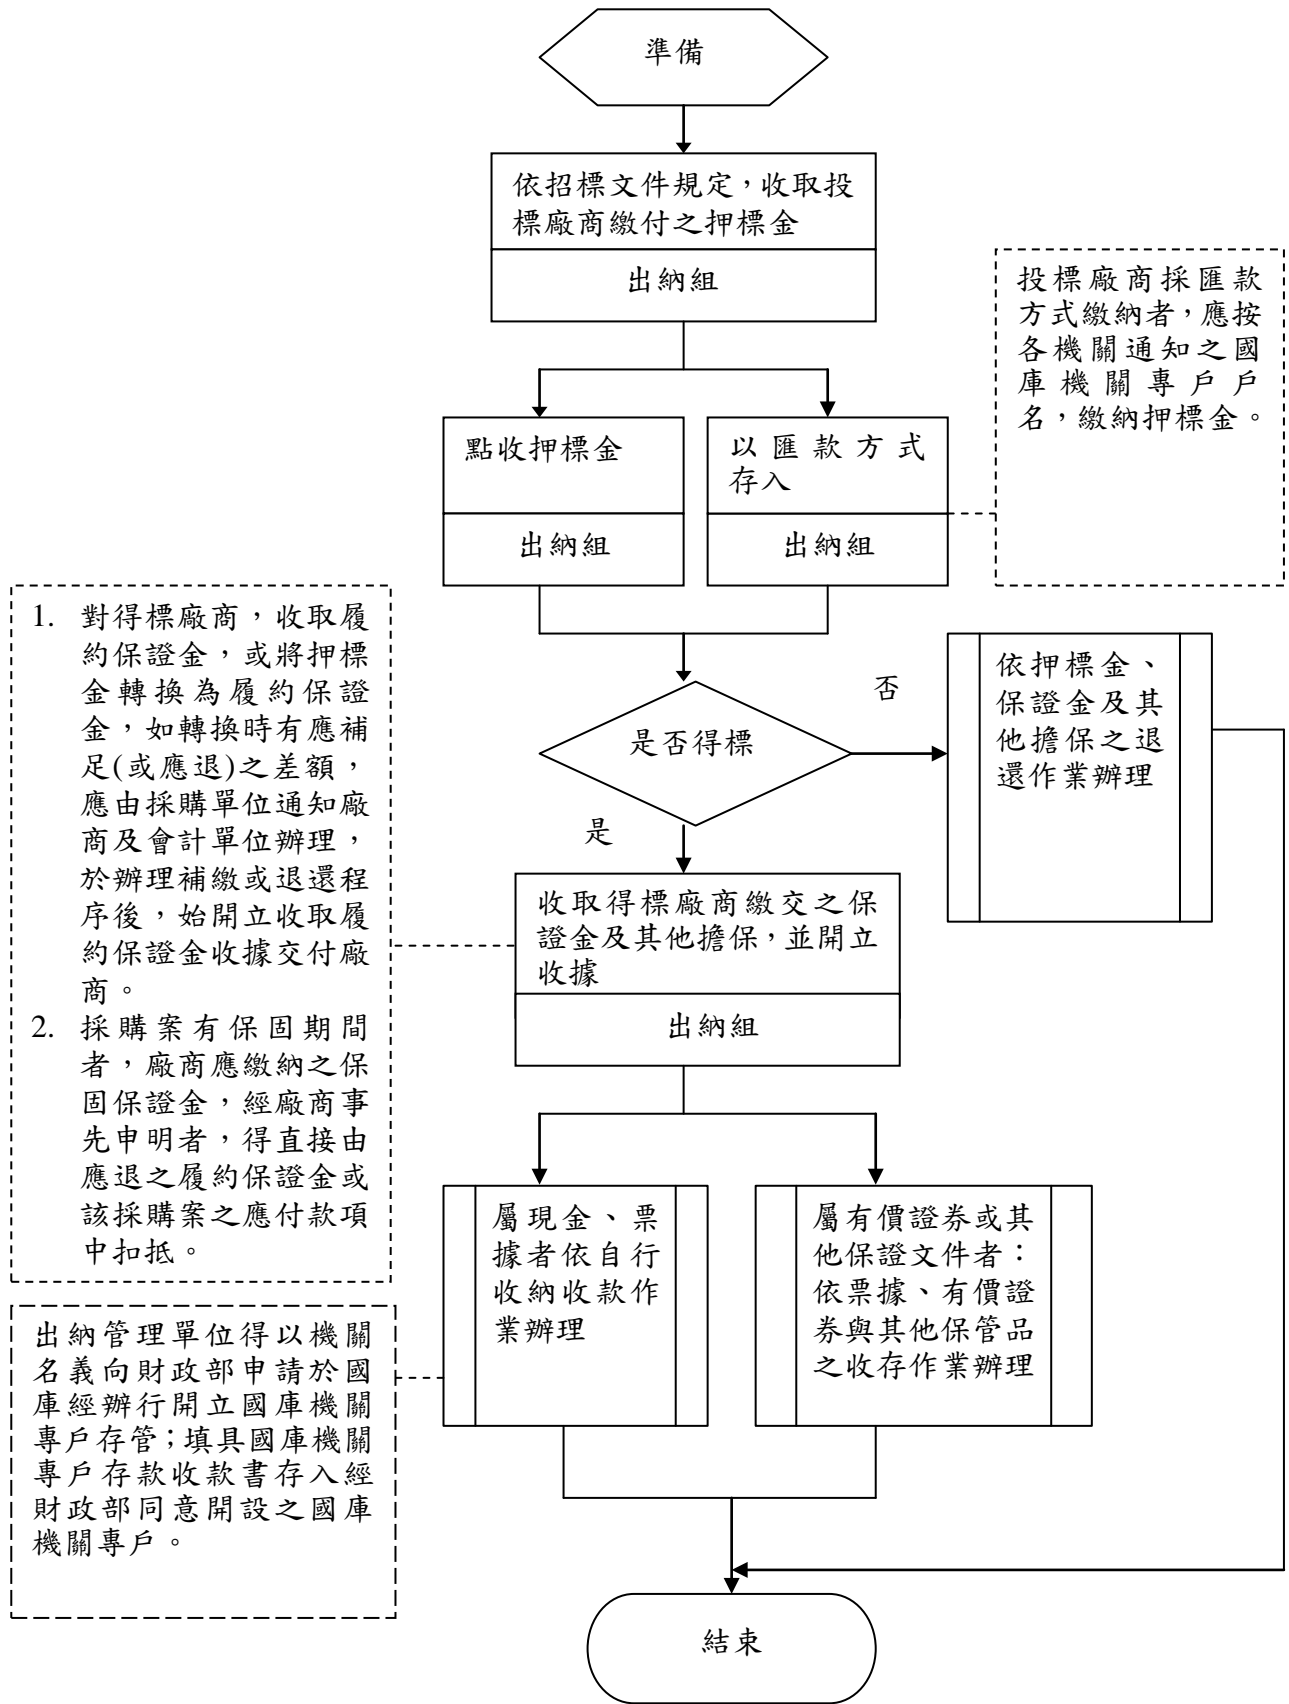 準備
依招標文件規定，收取投
標廠商繳付之押標金
出納組
投標廠商採匯款
方式繳納者，應按
各機關通知之國
庫機關專戶戶
名，繳納押標金。
點收押標金
出納組
以匯款方式
存入
出納組
1. 對得標廠商，收取履
約保證金，或將押標
金轉換為履約保證
金，如轉換時有應補
足(或應退)之差額，
應由採購單位通知廠
商及會計單位辦理，
於辦理補繳或退還程
序後，始開立收取履
約保證金收據交付廠
商。
2. 採購案有保固期間
者，廠商應繳納之保
固保證金，經廠商事
先申明者，得直接由
應退之履約保證金或
該採購案之應付款項
中扣抵。
是否得標
否
依押標金、
保證金及其
他擔保之退
還作業辦理
是
收取得標廠商繳交之保
證金及其他擔保，並開立
收據
出納組
屬現金、票
據者依自行
收納收款作
業辦理
屬有價證券或其
他保證文件者：
依票據、有價證
券與其他保管品
之收存作業辦理
出納管理單位得以機關
名義向財政部申請於國
庫經辦行開立國庫機關
專戶存管；填具國庫機關
專戶存款收款書存入經
財政部同意開設之國庫
機關專戶。
結束